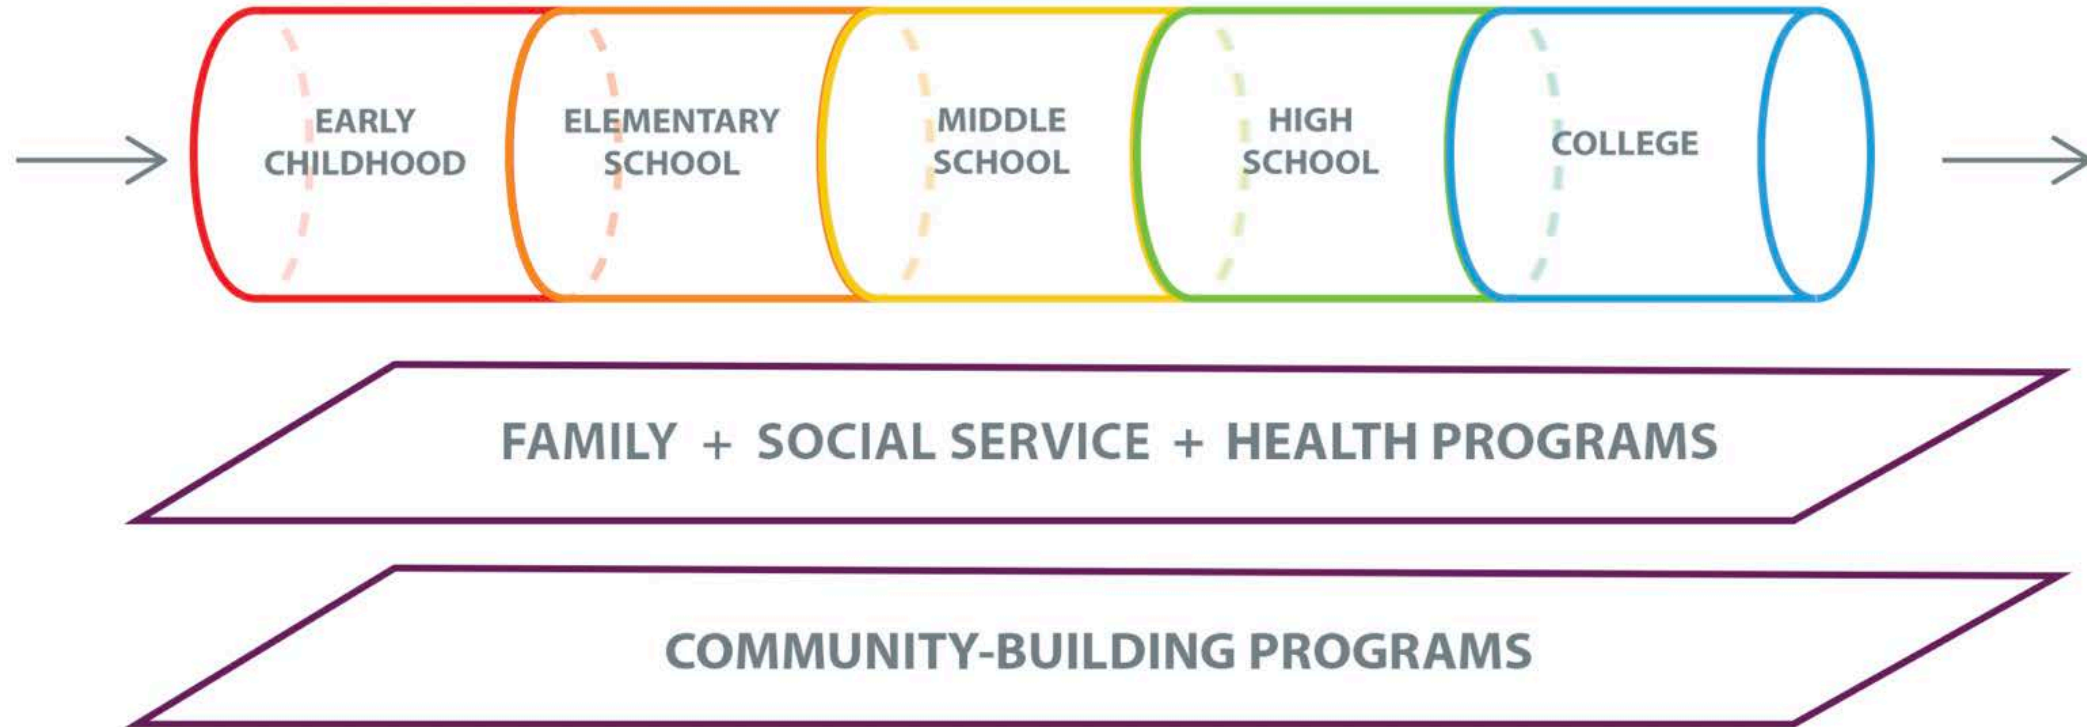 EARLY
CHILDHOOD
ELEMENTARY
SCHOOL
MIDDLE
SCHOOL
HIGH
SCHOOL
COLLEGE
FAMILY + SOCIAL SERVICE + HEALTH PROGRAMS
COMMUNITY-BUILDING PROGRAMS